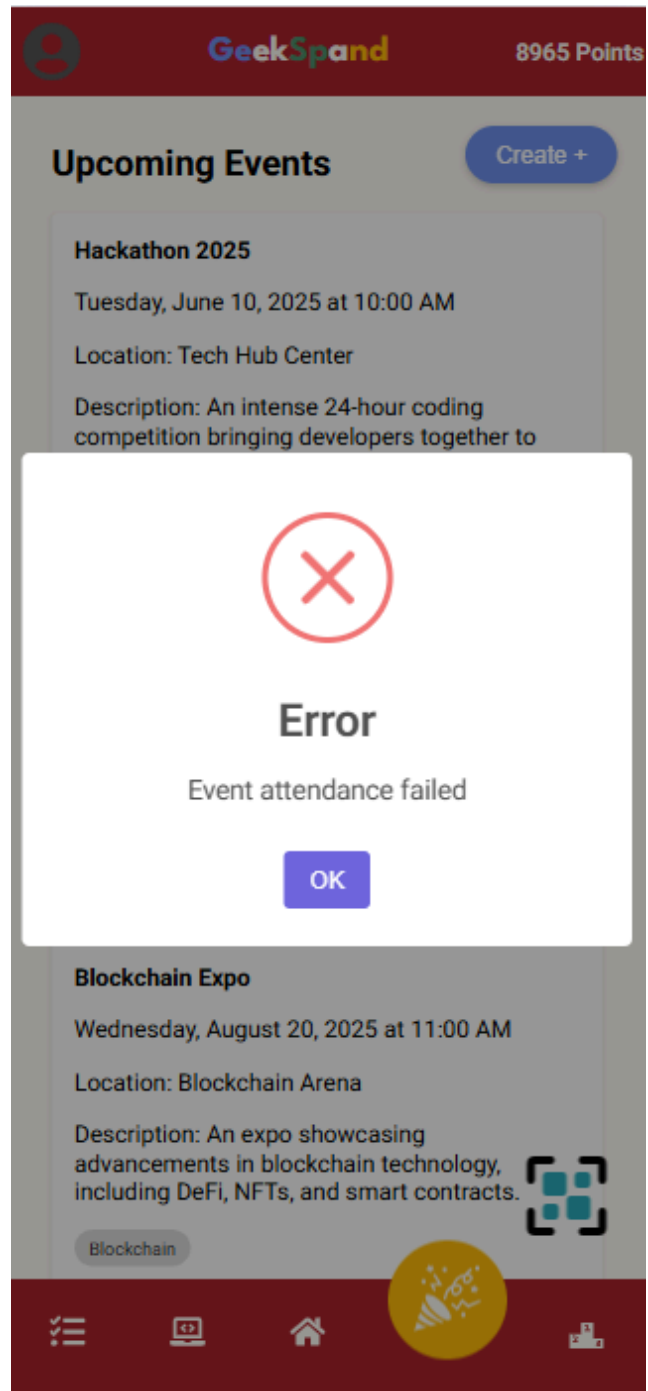 GeekSpand
8965 Points
Upcoming Events
Create +
Hackathon 2025
Tuesday, June 10, 2025 at 10:00 AM
Location: Tech Hub Center
Description: An intense 24-hour coding
competition bringing developers together to
Error
Event attendance failed
OK
Blockchain Expo
Wednesday, August 20, 2025 at 11:00 AM
Location: Blockchain Arena
Description: An expo showcasing
advancements in blockchain technology,
including DeFi, NFTs, and smart contracts.
Blockchain